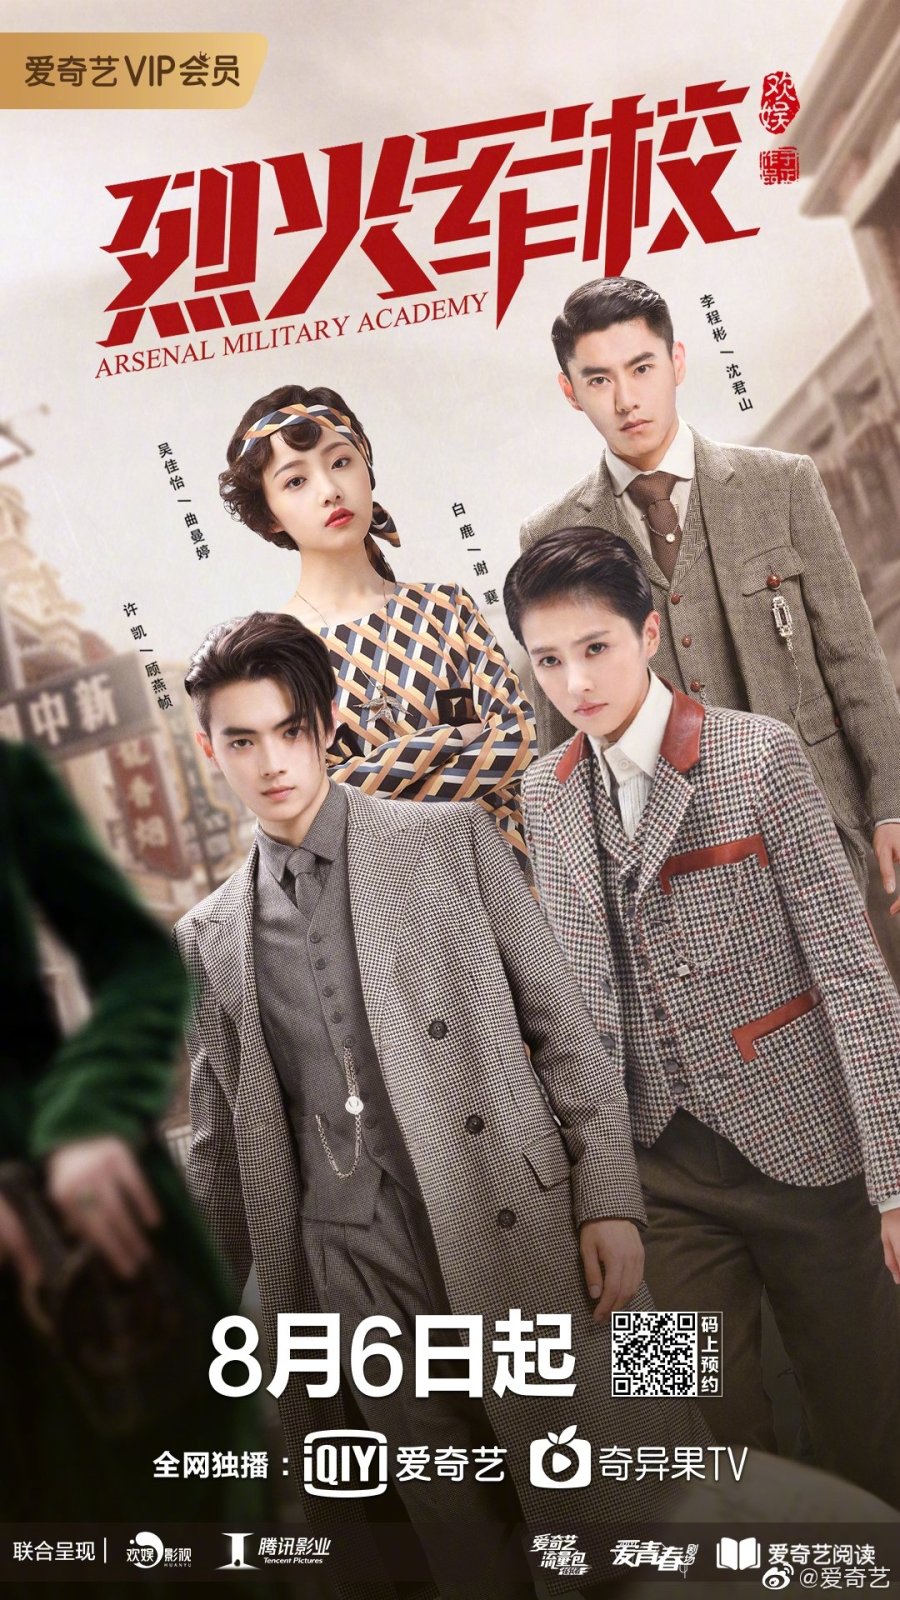 爱奇艺VIP会员
烈火军校
欢娱
ARSENAL MILITARY ACADEMY
李程彬 | 沈君山
吴佳怡 | 曲曼婷
白鹿 | 谢襄
许凯 | 顾燕帧
中新
8月6日起
码上预约
全网独播：iQIYI 爱奇艺 奇异果TV
联合呈现 | 欢娱影视 HUANYU 腾讯影业 Tencent Pictures 爱奇艺流量包 爱青春剧场 爱奇艺阅读
@爱奇艺